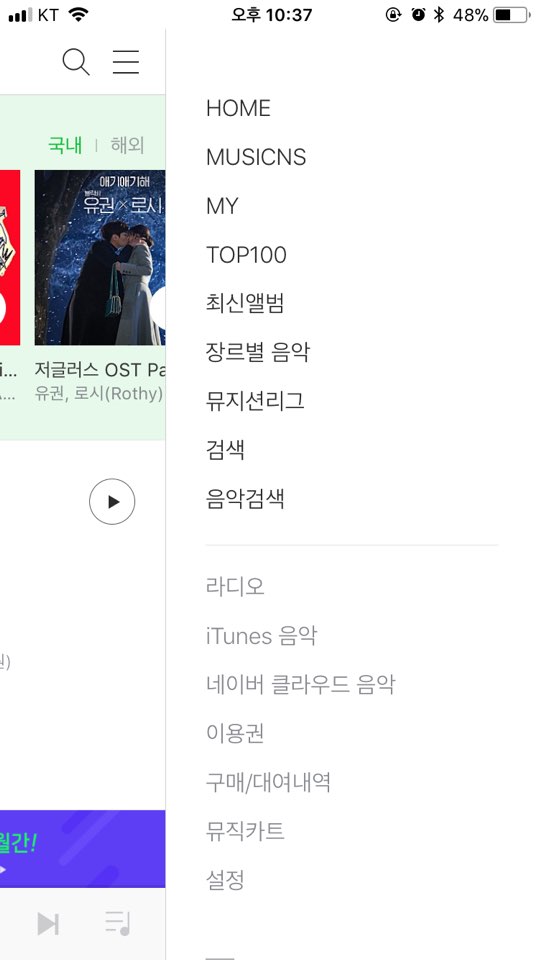 KT
오후 10:37
48%
국내 | 해외
얘기얘기해
유권×로시
저글러스 OST Pa
유권, 로시(Rothy)
월간!
HOME
MUSICNS
MY
TOP100
최신앨범
장르별 음악
뮤지션리그
검색
음악검색
라디오
iTunes 음악
네이버 클라우드 음악
이용권
구매/대여내역
뮤직카트
설정